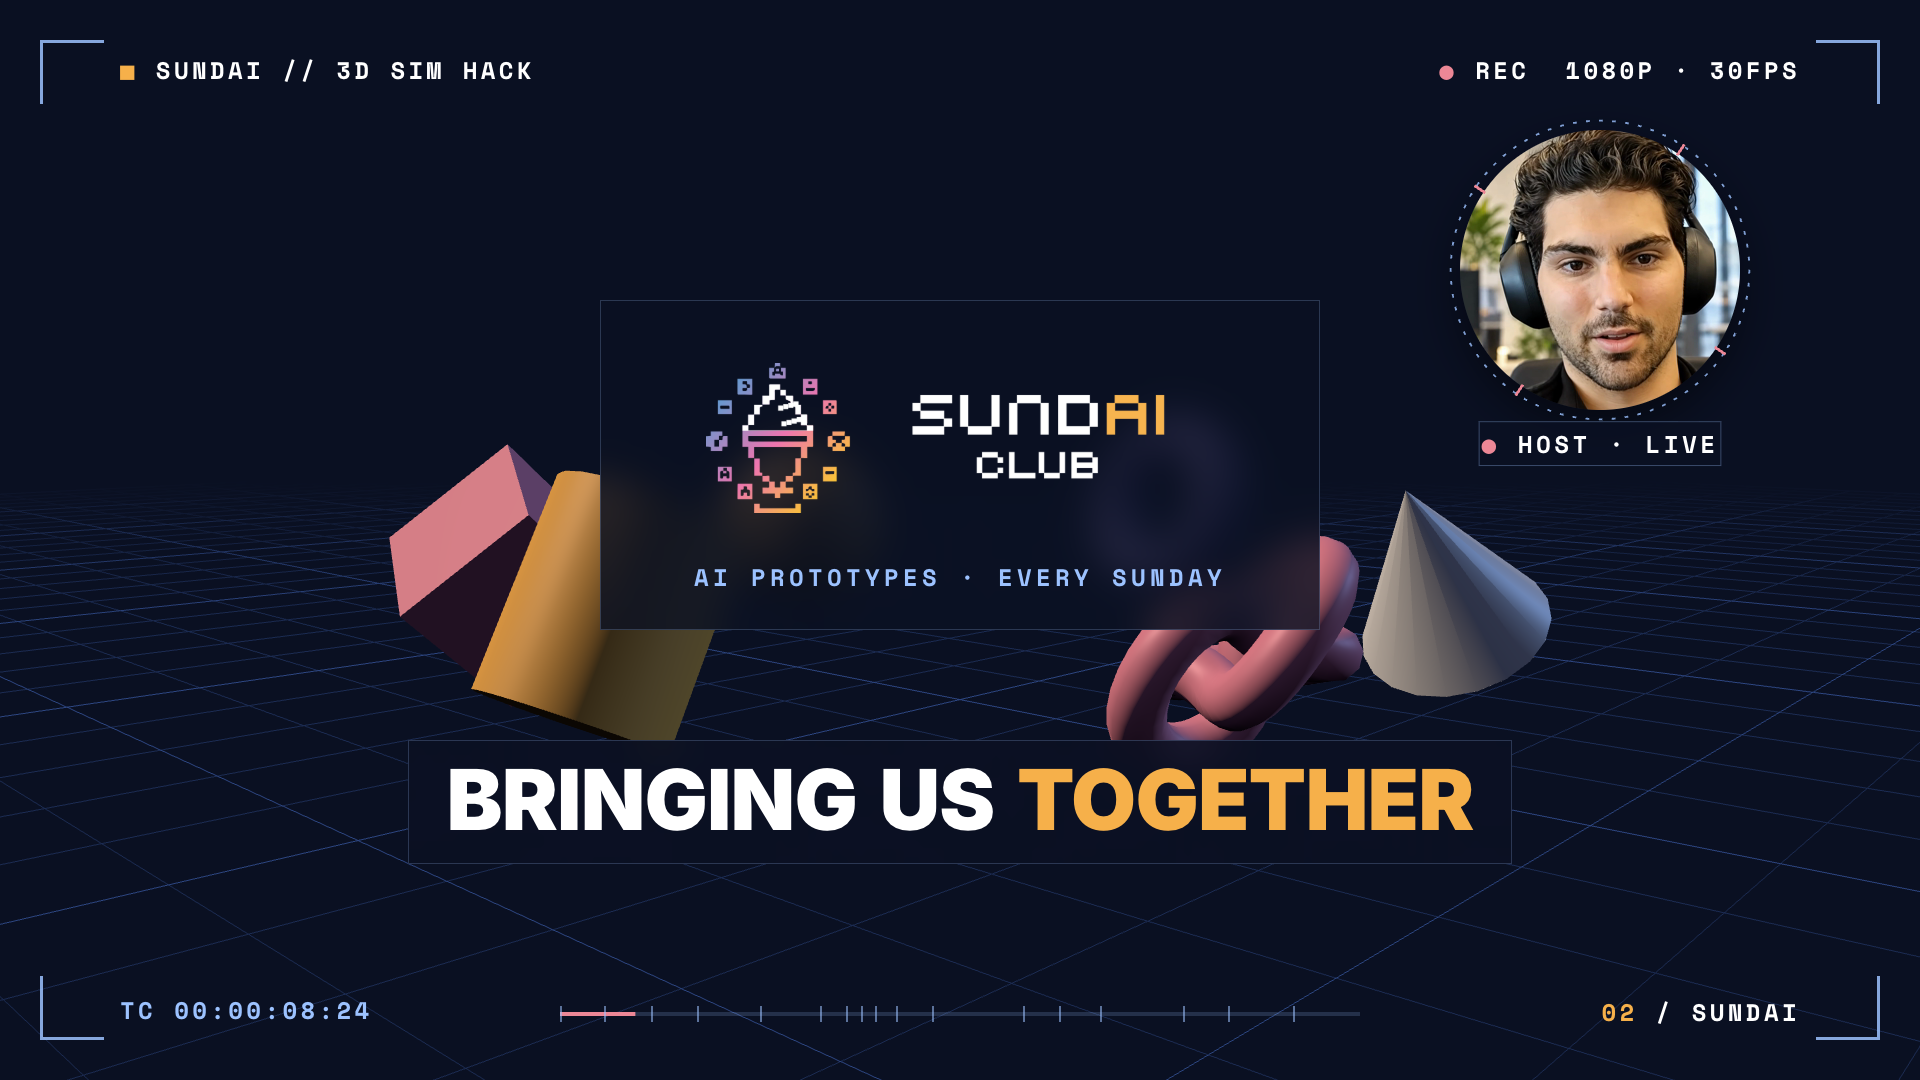 ■ SUNDAI // 3D SIM HACK
● REC 1080P · 30FPS
● HOST · LIVE
SUNDAI
CLUB
AI PROTOTYPES · EVERY SUNDAY
BRINGING US TOGETHER
TC 00:00:08:24
02 / SUNDAI